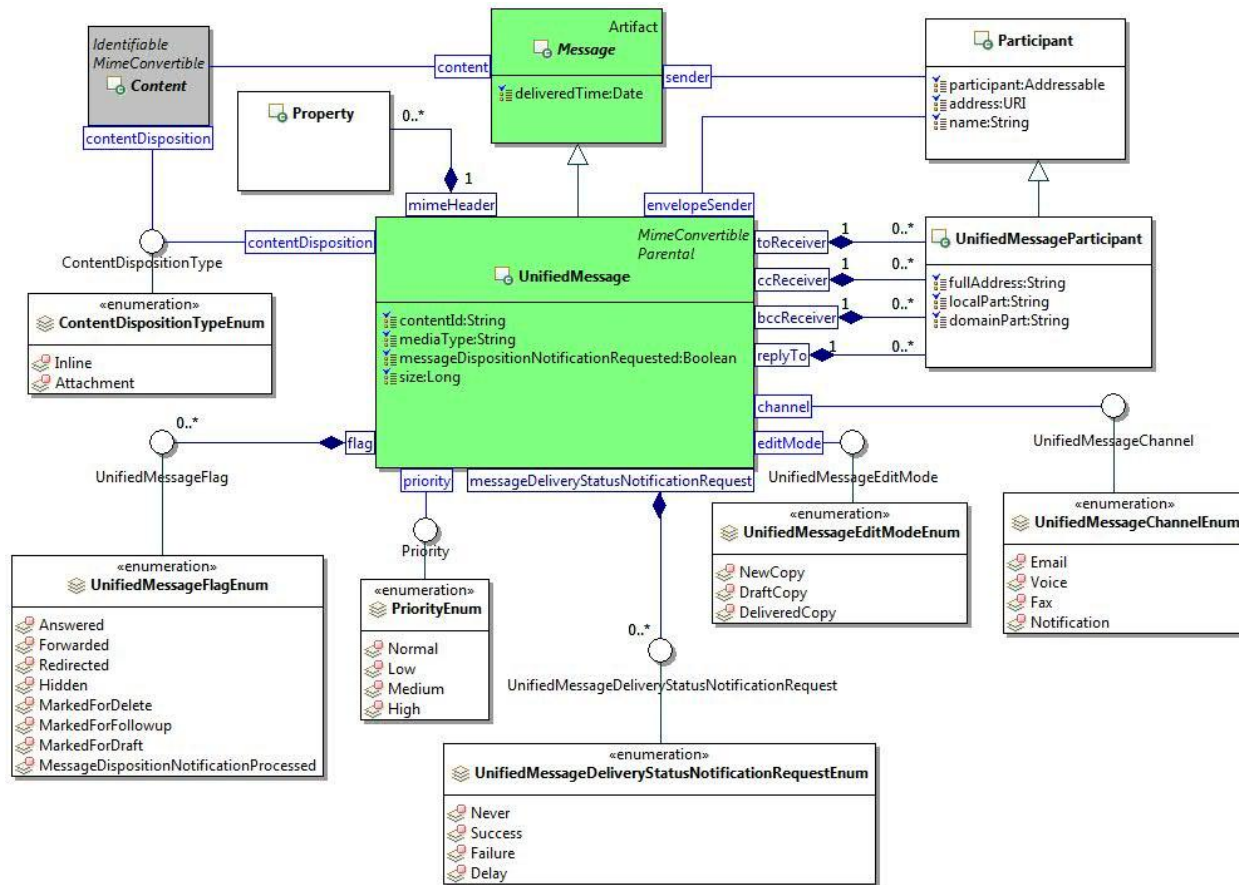 Identifiable
MimeConvertible
Content
contentDisposition
Property
0..*
1
mimeHeader
content
Artifact
Message
deliveredTime:Date
sender
Participant
participant:Addressable
address:URI
name:String
envelopeSender
contentDisposition
ContentDispositionType
«enumeration»
ContentDispositionTypeEnum
Inline
Attachment
MimeConvertible
Parental
UnifiedMessage
contentId:String
mediaType:String
messageDispositionNotificationRequested:Boolean
size:Long
toReceiver
1
0..*
ccReceiver
1
0..*
bccReceiver
1
0..*
replyTo
1
0..*
UnifiedMessageParticipant
fullAddress:String
localPart:String
domainPart:String
channel
UnifiedMessageChannel
editMode
UnifiedMessageEditMode
0..*
flag
UnifiedMessageFlag
priority
Priority
messageDeliveryStatusNotificationRequest
«enumeration»
UnifiedMessageFlagEnum
Answered
Forwarded
Redirected
Hidden
MarkedForDelete
MarkedForFollowup
MarkedForDraft
MessageDispositionNotificationProcessed
«enumeration»
PriorityEnum
Normal
Low
Medium
High
«enumeration»
UnifiedMessageEditModeEnum
NewCopy
DraftCopy
DeliveredCopy
«enumeration»
UnifiedMessageChannelEnum
Email
Voice
Fax
Notification
0..*
UnifiedMessageDeliveryStatusNotificationRequest
«enumeration»
UnifiedMessageDeliveryStatusNotificationRequestEnum
Never
Success
Failure
Delay